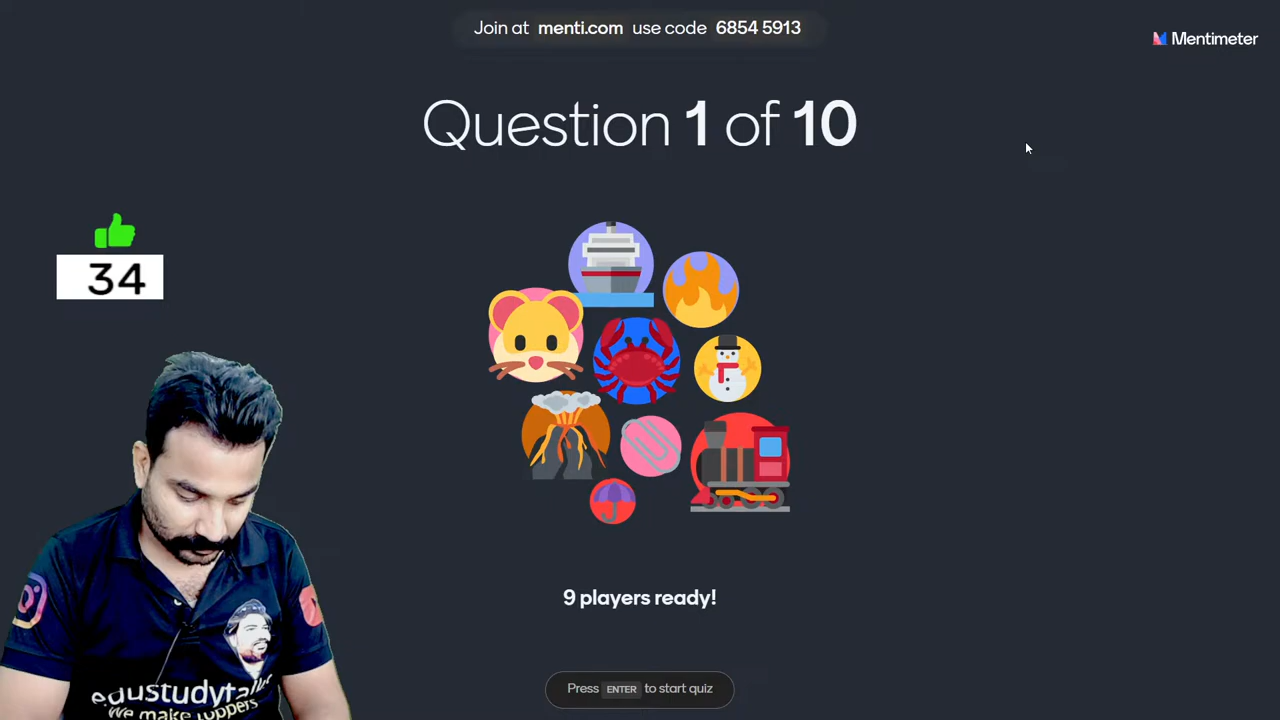 Join at menti.com use code 6854 5913
Mentimeter
Question 1 of 10
34
9 players ready!
Press ENTER to start quiz
We make toppers